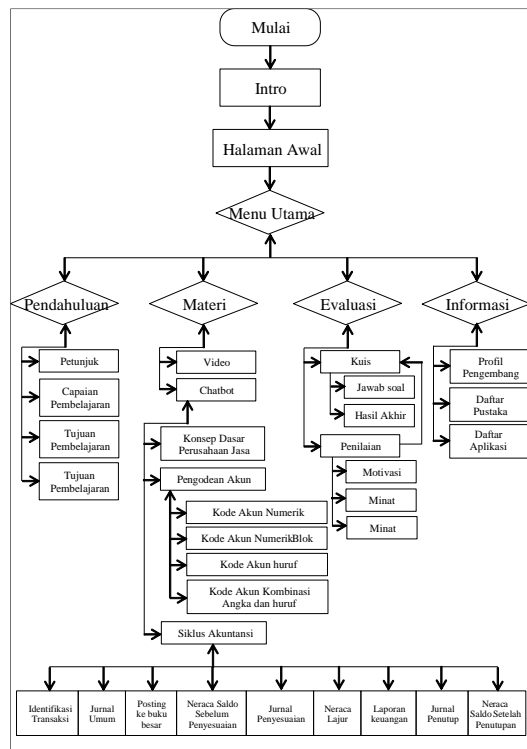 Mulai
Intro
Halaman Awal
Menu Utama
Pendahuluan
Materi
Evaluasi
Informasi
Petunjuk
Capaian
Pembelajaran
Tujuan
Pembelajaran
Tujuan
Pembelajaran
Video
Chatbot
Konsep Dasar
Perusahaan Jasa
Pengodean Akun
Kode Akun Numerik
Kode Akun NumerikBlok
Kode Akun huruf
Kode Akun Kombinasi
Angka dan huruf
Siklus Akuntansi
Kuis
Jawab soal
Hasil Akhir
Penilaian
Motivasi
Minat
Minat
Profil
Pengembang
Daftar
Pustaka
Daftar
Aplikasi
Identifikasi
Transaksi
Jurnal
Umum
Posting
ke buku
besar
Neraca Saldo
Sebelum
Penyesuaian
Jurnal
Penyesuaian
Neraca
Lajur
Laporan
keuangan
Jurnal
Penutup
Neraca
Saldo Setelah
Penutupan